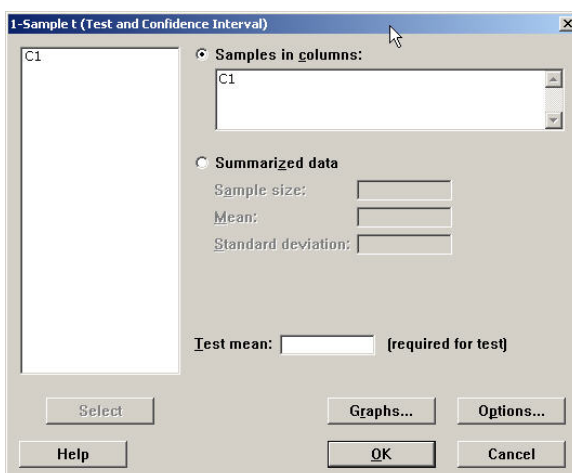 1-Sample t (Test and Confidence Interval)
C1
Samples in columns:
C1
Summarized data
Sample size:
Mean:
Standard deviation:
Test mean:
(required for test)
Select
Graphs...
Options...
Help
OK
Cancel